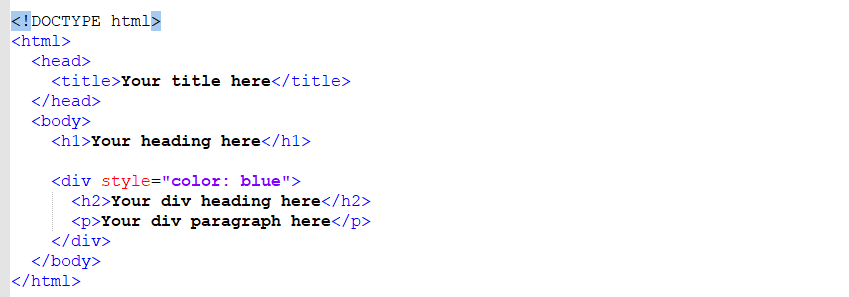 <!DOCTYPE html>
<html>
<head>
<title>Your title here</title>
</head>
<body>
<h1>Your heading here</h1>
<div style="color: blue">
<h2>Your div heading here</h2>
<p>Your div paragraph here</p>
</div>
</body>
</html>